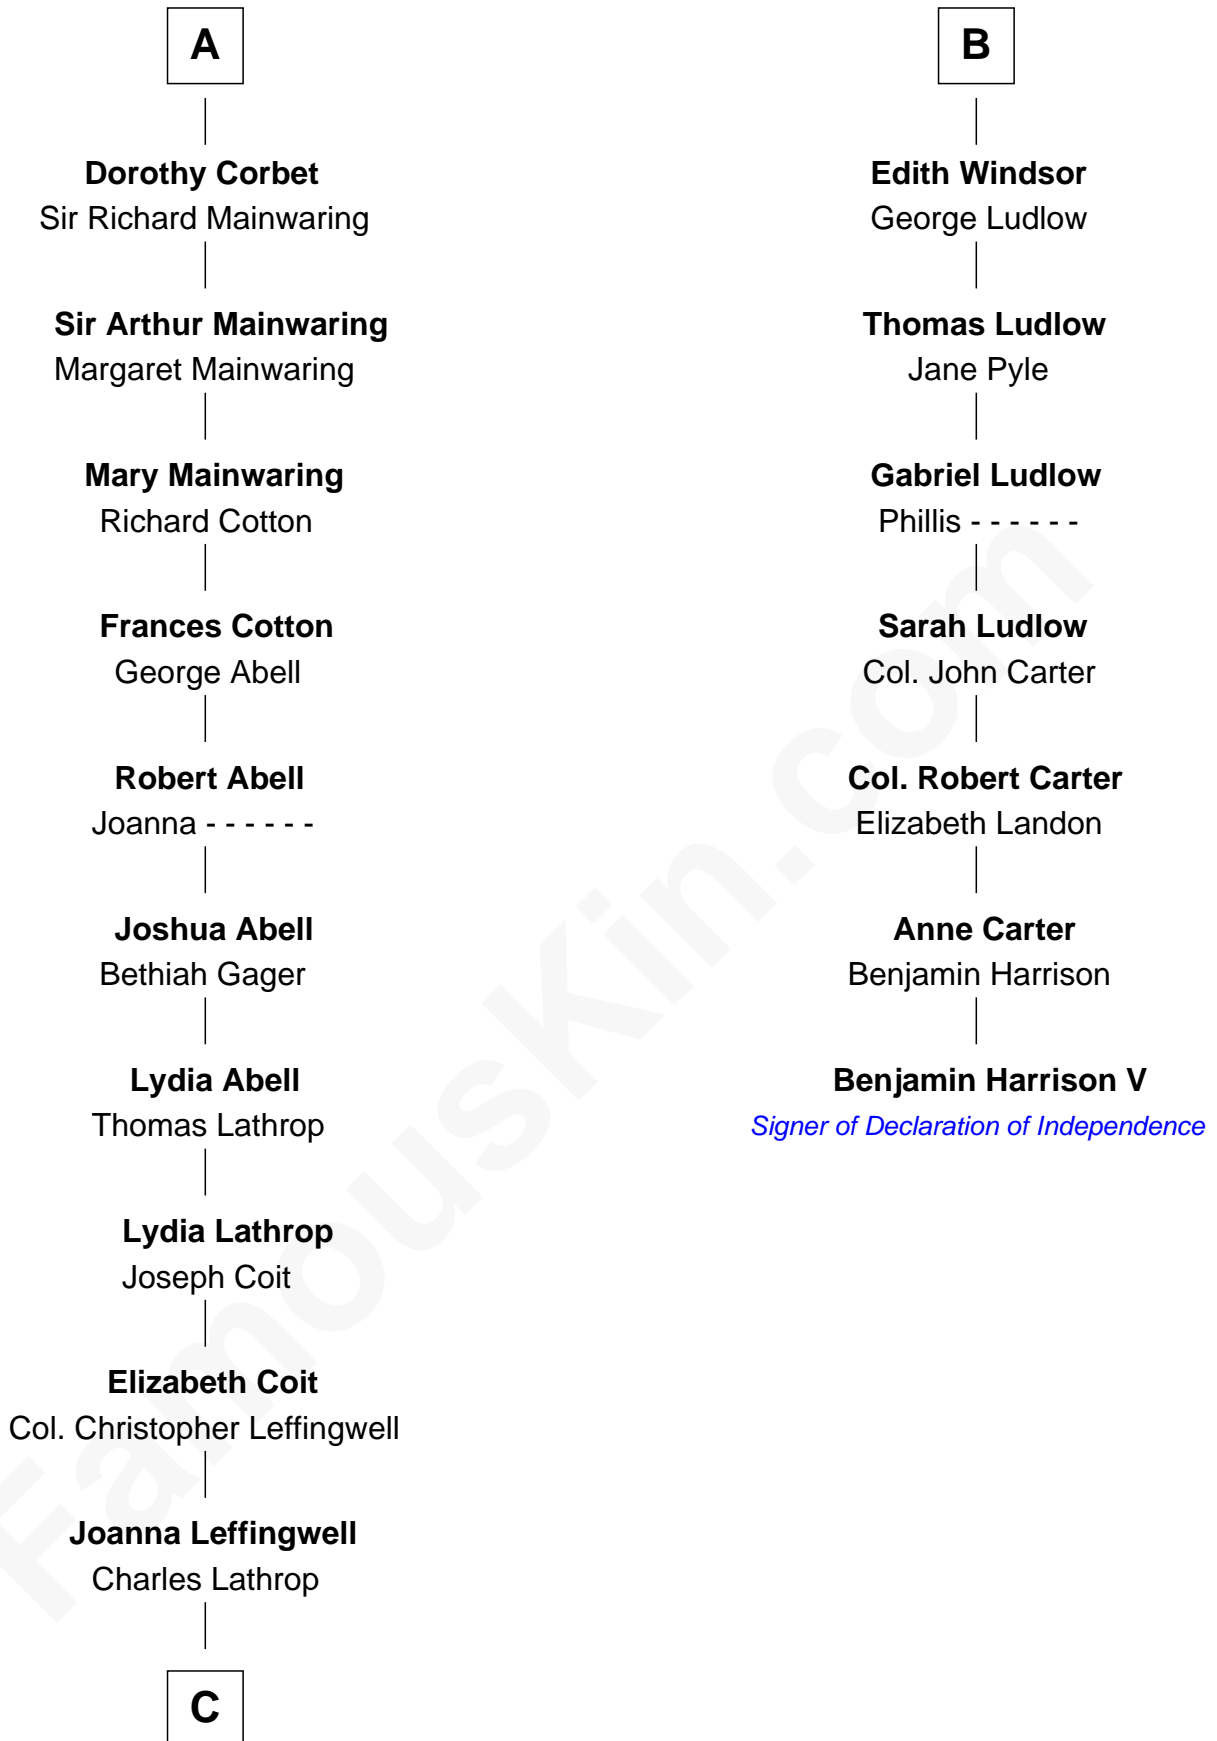 A
Dorothy Corbet
Sir Richard Mainwaring
Sir Arthur Mainwaring
Margaret Mainwaring
Mary Mainwaring
Richard Cotton
Frances Cotton
George Abell
Robert Abell
Joanna - - - - - -
Joshua Abell
Bethiah Gager
Lydia Abell
Thomas Lathrop
Lydia Lathrop
Joseph Coit
Elizabeth Coit
Col. Christopher Leffingwell
Joanna Leffingwell
Charles Lathrop
C
B
Edith Windsor
George Ludlow
Thomas Ludlow
Jane Pyle
Gabriel Ludlow
Phillis - - - - - -
Sarah Ludlow
Col. John Carter
Col. Robert Carter
Elizabeth Landon
Anne Carter
Benjamin Harrison
Benjamin Harrison V
Signer of Declaration of Independence
FamousKin.com